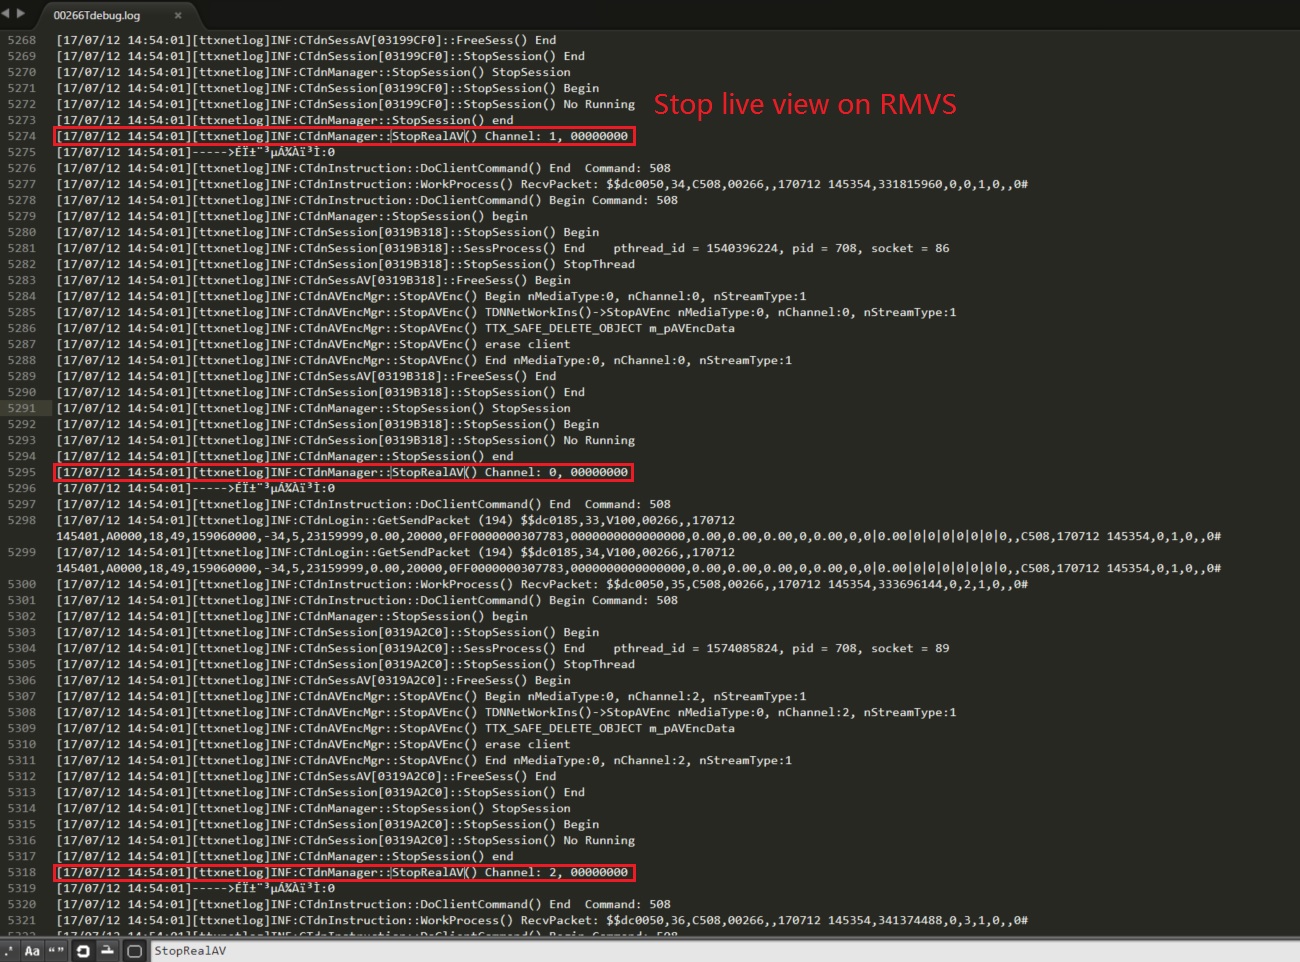 00266Tdebug.log
5268 [17/07/12 14:54:01][ttxnetlog]INF:CTdnSessAV[03199CF0]::FreeSess() End
5269 [17/07/12 14:54:01][ttxnetlog]INF:CTdnSession[03199CF0]::StopSession() End
5270 [17/07/12 14:54:01][ttxnetlog]INF:CTdnManager::StopSession() StopSession
5271 [17/07/12 14:54:01][ttxnetlog]INF:CTdnSession[03199CF0]::StopSession() Begin
5272 [17/07/12 14:54:01][ttxnetlog]INF:CTdnSession[03199CF0]::StopSession() No Running
Stop live view on RMVS
5273 [17/07/12 14:54:01][ttxnetlog]INF:CTdnManager::StopSession() end
5274 [17/07/12 14:54:01][ttxnetlog]INF:CTdnManager::StopRealAV() Channel: 1, 00000000
5275 [17/07/12 14:54:01]----->ÉÏ±¨³µÁ¾Àï³Ì:0
5276 [17/07/12 14:54:01][ttxnetlog]INF:CTdnInstruction::DoClientCommand() End  Command: 508
5277 [17/07/12 14:54:01][ttxnetlog]INF:CTdnInstruction::WorkProcess() RecvPacket: $$dc0050,34,C508,00266,,170712 145354,331815960,0,0,1,0,,0#
5278 [17/07/12 14:54:01][ttxnetlog]INF:CTdnInstruction::DoClientCommand() Begin Command: 508
5279 [17/07/12 14:54:01][ttxnetlog]INF:CTdnManager::StopSession() begin
5280 [17/07/12 14:54:01][ttxnetlog]INF:CTdnSession[0319B318]::StopSession() Begin
5281 [17/07/12 14:54:01][ttxnetlog]INF:CTdnSession[0319B318]::SessProcess() End    pthread_id = 1540396224, pid = 708, socket = 86
5282 [17/07/12 14:54:01][ttxnetlog]INF:CTdnSession[0319B318]::StopSession() StopThread
5283 [17/07/12 14:54:01][ttxnetlog]INF:CTdnSessAV[0319B318]::FreeSess() Begin
5284 [17/07/12 14:54:01][ttxnetlog]INF:CTdnAVEncMgr::StopAVEnc() Begin nMediaType:0, nChannel:0, nStreamType:1
5285 [17/07/12 14:54:01][ttxnetlog]INF:CTdnAVEncMgr::StopAVEnc() TDNNetWorkIns()->StopAVEnc nMediaType:0, nChannel:0, nStreamType:1
5286 [17/07/12 14:54:01][ttxnetlog]INF:CTdnAVEncMgr::StopAVEnc() TTX_SAFE_DELETE_OBJECT m_pAVEncData
5287 [17/07/12 14:54:01][ttxnetlog]INF:CTdnAVEncMgr::StopAVEnc() erase client
5288 [17/07/12 14:54:01][ttxnetlog]INF:CTdnAVEncMgr::StopAVEnc() End nMediaType:0, nChannel:0, nStreamType:1
5289 [17/07/12 14:54:01][ttxnetlog]INF:CTdnSessAV[0319B318]::FreeSess() End
5290 [17/07/12 14:54:01][ttxnetlog]INF:CTdnSession[0319B318]::StopSession() End
5291 [17/07/12 14:54:01][ttxnetlog]INF:CTdnManager::StopSession() StopSession
5292 [17/07/12 14:54:01][ttxnetlog]INF:CTdnSession[0319B318]::StopSession() Begin
5293 [17/07/12 14:54:01][ttxnetlog]INF:CTdnSession[0319B318]::StopSession() No Running
5294 [17/07/12 14:54:01][ttxnetlog]INF:CTdnManager::StopSession() end
5295 [17/07/12 14:54:01][ttxnetlog]INF:CTdnManager::StopRealAV() Channel: 0, 00000000
5296 [17/07/12 14:54:01]----->ÉÏ±¨³µÁ¾Àï³Ì:0
5297 [17/07/12 14:54:01][ttxnetlog]INF:CTdnInstruction::DoClientCommand() End  Command: 508
5298 [17/07/12 14:54:01][ttxnetlog]INF:CTdnLogin::GetSendPacket (194) $$dc0185,33,V100,00266,,170712
145401,A0000,18,49,159060000,-34,5,23159999,0.00,20000,0FF0000000307783,0000000000000000,0.00,0.00,0.00,0,0.00,0,0|0.00|0|0|0|0|0|0|0,,C508,170712 145354,0,1,0,,0#
5299 [17/07/12 14:54:01][ttxnetlog]INF:CTdnLogin::GetSendPacket (194) $$dc0185,34,V100,00266,,170712
145401,A0000,18,49,159060000,-34,5,23159999,0.00,20000,0FF0000000307783,0000000000000000,0.00,0.00,0.00,0,0.00,0,0|0.00|0|0|0|0|0|0|0,,C508,170712 145354,0,1,0,,0#
5300 [17/07/12 14:54:01][ttxnetlog]INF:CTdnInstruction::WorkProcess() RecvPacket: $$dc0050,35,C508,00266,,170712 145354,333696144,0,2,1,0,,0#
5301 [17/07/12 14:54:01][ttxnetlog]INF:CTdnInstruction::DoClientCommand() Begin Command: 508
5302 [17/07/12 14:54:01][ttxnetlog]INF:CTdnManager::StopSession() begin
5303 [17/07/12 14:54:01][ttxnetlog]INF:CTdnSession[0319A2C0]::StopSession() Begin
5304 [17/07/12 14:54:01][ttxnetlog]INF:CTdnSession[0319A2C0]::SessProcess() End    pthread_id = 1574085824, pid = 708, socket = 89
5305 [17/07/12 14:54:01][ttxnetlog]INF:CTdnSession[0319A2C0]::StopSession() StopThread
5306 [17/07/12 14:54:01][ttxnetlog]INF:CTdnSessAV[0319A2C0]::FreeSess() Begin
5307 [17/07/12 14:54:01][ttxnetlog]INF:CTdnAVEncMgr::StopAVEnc() Begin nMediaType:0, nChannel:2, nStreamType:1
5308 [17/07/12 14:54:01][ttxnetlog]INF:CTdnAVEncMgr::StopAVEnc() TDNNetWorkIns()->StopAVEnc nMediaType:0, nChannel:2, nStreamType:1
5309 [17/07/12 14:54:01][ttxnetlog]INF:CTdnAVEncMgr::StopAVEnc() TTX_SAFE_DELETE_OBJECT m_pAVEncData
5310 [17/07/12 14:54:01][ttxnetlog]INF:CTdnAVEncMgr::StopAVEnc() erase client
5311 [17/07/12 14:54:01][ttxnetlog]INF:CTdnAVEncMgr::StopAVEnc() End nMediaType:0, nChannel:2, nStreamType:1
5312 [17/07/12 14:54:01][ttxnetlog]INF:CTdnSessAV[0319A2C0]::FreeSess() End
5313 [17/07/12 14:54:01][ttxnetlog]INF:CTdnSession[0319A2C0]::StopSession() End
5314 [17/07/12 14:54:01][ttxnetlog]INF:CTdnManager::StopSession() StopSession
5315 [17/07/12 14:54:01][ttxnetlog]INF:CTdnSession[0319A2C0]::StopSession() Begin
5316 [17/07/12 14:54:01][ttxnetlog]INF:CTdnSession[0319A2C0]::StopSession() No Running
5317 [17/07/12 14:54:01][ttxnetlog]INF:CTdnManager::StopSession() end
5318 [17/07/12 14:54:01][ttxnetlog]INF:CTdnManager::StopRealAV() Channel: 2, 00000000
5319 [17/07/12 14:54:01]----->ÉÏ±¨³µÁ¾Àï³Ì:0
5320 [17/07/12 14:54:01][ttxnetlog]INF:CTdnInstruction::DoClientCommand() End  Command: 508
5321 [17/07/12 14:54:01][ttxnetlog]INF:CTdnInstruction::WorkProcess() RecvPacket: $$dc0050,36,C508,00266,,170712 145354,341374488,0,3,1,0,,0#
.* Aa “” StopRealAV